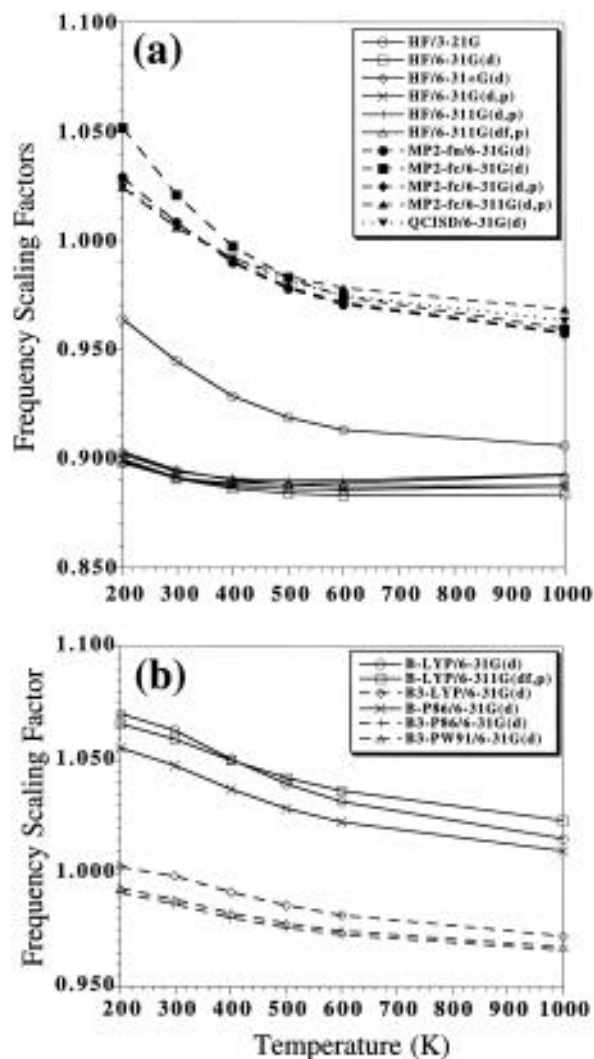 1.100
(a)
HF/3-21G
HF/6-31G(d)
HF/6-31+G(d)
HF/6-31G(d,p)
HF/6-311G(d,p)
HF/6-311G(df,p)
MP2-fu/6-31G(d)
MP2-fc/6-31G(d)
MP2-fc/6-31G(d,p)
MP2-fc/6-311G(d,p)
QCISD/6-31G(d)
1.050
1.000
0.950
0.900
0.850
Frequency Scaling Factors
200 300 400 500 600 700 800 900 1000
1.100
(b)
B-LYP/6-31G(d)
B-LYP/6-311G(df,p)
B3-LYP/6-31G(d)
B-P86/6-31G(d)
B3-P86/6-31G(d)
B3-PW91/6-31G(d)
1.050
1.000
0.950
Frequency Scaling Factor
200 300 400 500 600 700 800 900 1000
Temperature (K)